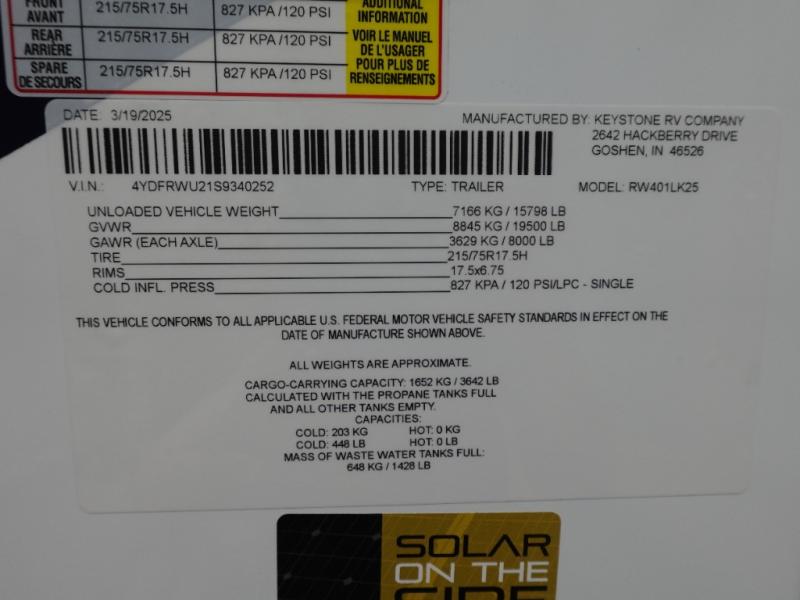 FRONT
AVANT
215/75R17.5H
827 KPA /120 PSI
ADDITIONAL
INFORMATION
REAR
ARRIÈRE
215/75R17.5H
827 KPA /120 PSI
VOIR LE MANUEL
DE L'USAGER
POUR PLUS DE
RENSEIGNEMENTS
SPARE
DE SECOURS
215/75R17.5H
827 KPA /120 PSI
DATE: 3/19/2025
MANUFACTURED BY: KEYSTONE RV COMPANY
2642 HACKBERRY DRIVE
GOSHEN, IN 46526
V.I.N.: 4YDFRWU21S9340252 TYPE: TRAILER MODEL: RW401LK25
UNLOADED VEHICLE WEIGHT 7166 KG / 15798 LB
GVWR 8845 KG / 19500 LB
GAWR (EACH AXLE) 3629 KG / 8000 LB
TIRE 215/75R17.5H
RIMS 17.5x6.75
COLD INFL. PRESS 827 KPA / 120 PSI/LPC - SINGLE
THIS VEHICLE CONFORMS TO ALL APPLICABLE U.S. FEDERAL MOTOR VEHICLE SAFETY STANDARDS IN EFFECT ON THE
DATE OF MANUFACTURE SHOWN ABOVE.
ALL WEIGHTS ARE APPROXIMATE.
CARGO-CARRYING CAPACITY: 1652 KG / 3642 LB
CALCULATED WITH THE PROPANE TANKS FULL
AND ALL OTHER TANKS EMPTY.
CAPACITIES:
COLD: 203 KG HOT: 0 KG
COLD: 448 LB HOT: 0 LB
MASS OF WASTE WATER TANKS FULL:
648 KG / 1428 LB
SOLAR
ON THE
SIDE